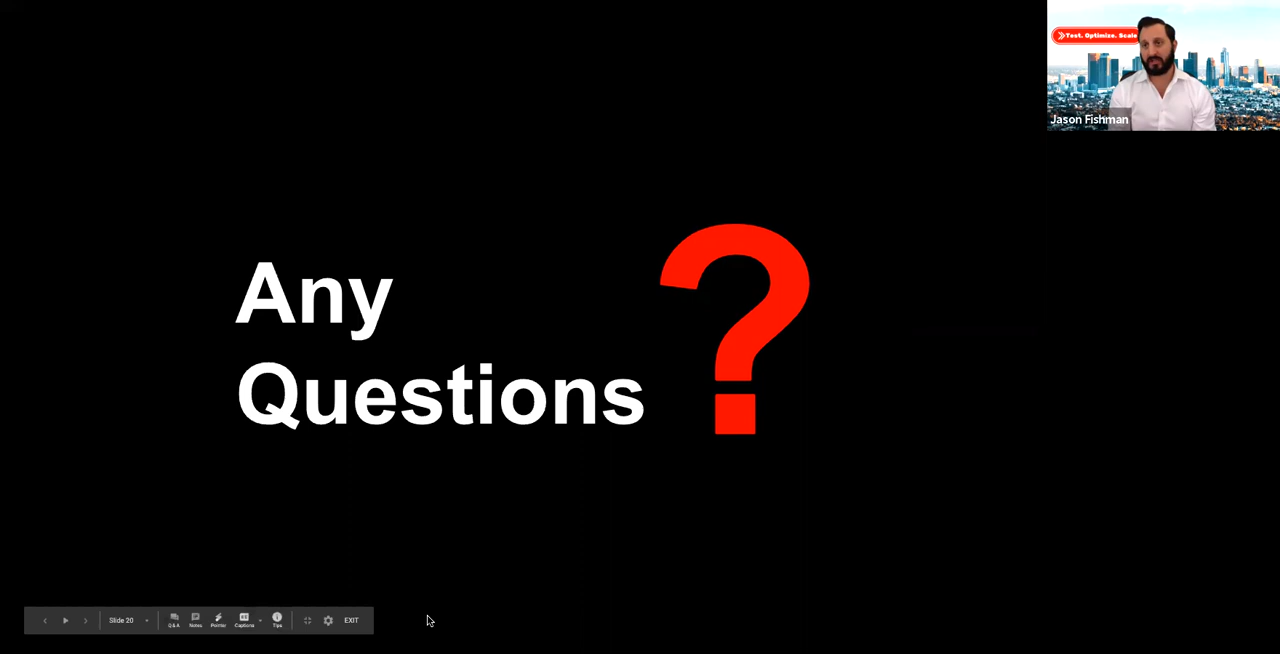 Test. Optimize. Scale
Jason Fishman
Any
Questions
?
Slide 20
Q & A
Notes
Pointer
Captions
Tips
EXIT